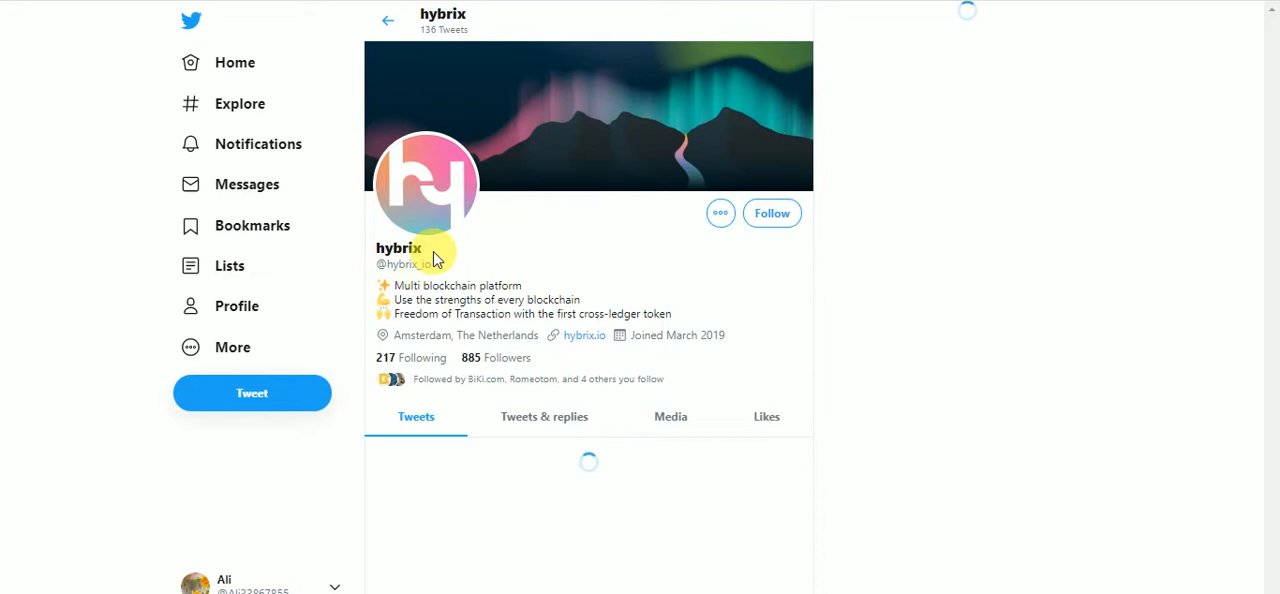 hybrix
136 Tweets
Home
Explore
Notifications
Messages
Bookmarks
Lists
Profile
More
Tweet
hy
Follow
hybrix
@hybrix_io
✨ Multi blockchain platform
💪 Use the strengths of every blockchain
🙌 Freedom of Transaction with the first cross-ledger token
Amsterdam, The Netherlands hybrix.io Joined March 2019
217 Following 885 Followers
Followed by BiKi.com, Romeotom, and 4 others you follow
Tweets Tweets & replies Media Likes
Ali